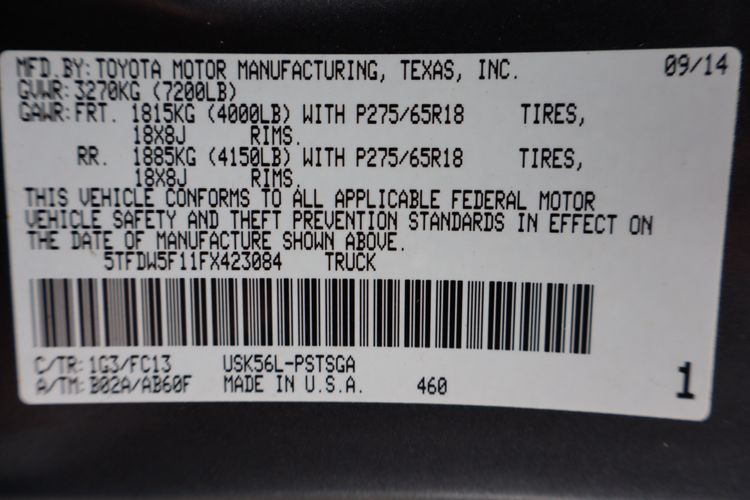 MFD.BY:TOYOTA MOTOR MANUFACTURING, TEXAS, INC. 09/14
GVWR:3270KG (7200LB)
GAWR:FRT. 1815KG (4000LB) WITH P275/65R18 TIRES,
18X8J RIMS.
RR. 1885KG (4150LB) WITH P275/65R18 TIRES,
18X8J RIMS.
THIS VEHICLE CONFORMS TO ALL APPLICABLE FEDERAL MOTOR
VEHICLE SAFETY AND THEFT PREVENTION STANDARDS IN EFFECT ON
THE DATE OF MANUFACTURE SHOWN ABOVE.
5TFDW5F11FX423084 TRUCK
C/TR:1G3/FC13 USK56L-PSTSGA
A/TM:B02A/AB60F MADE IN U.S.A. 460 1